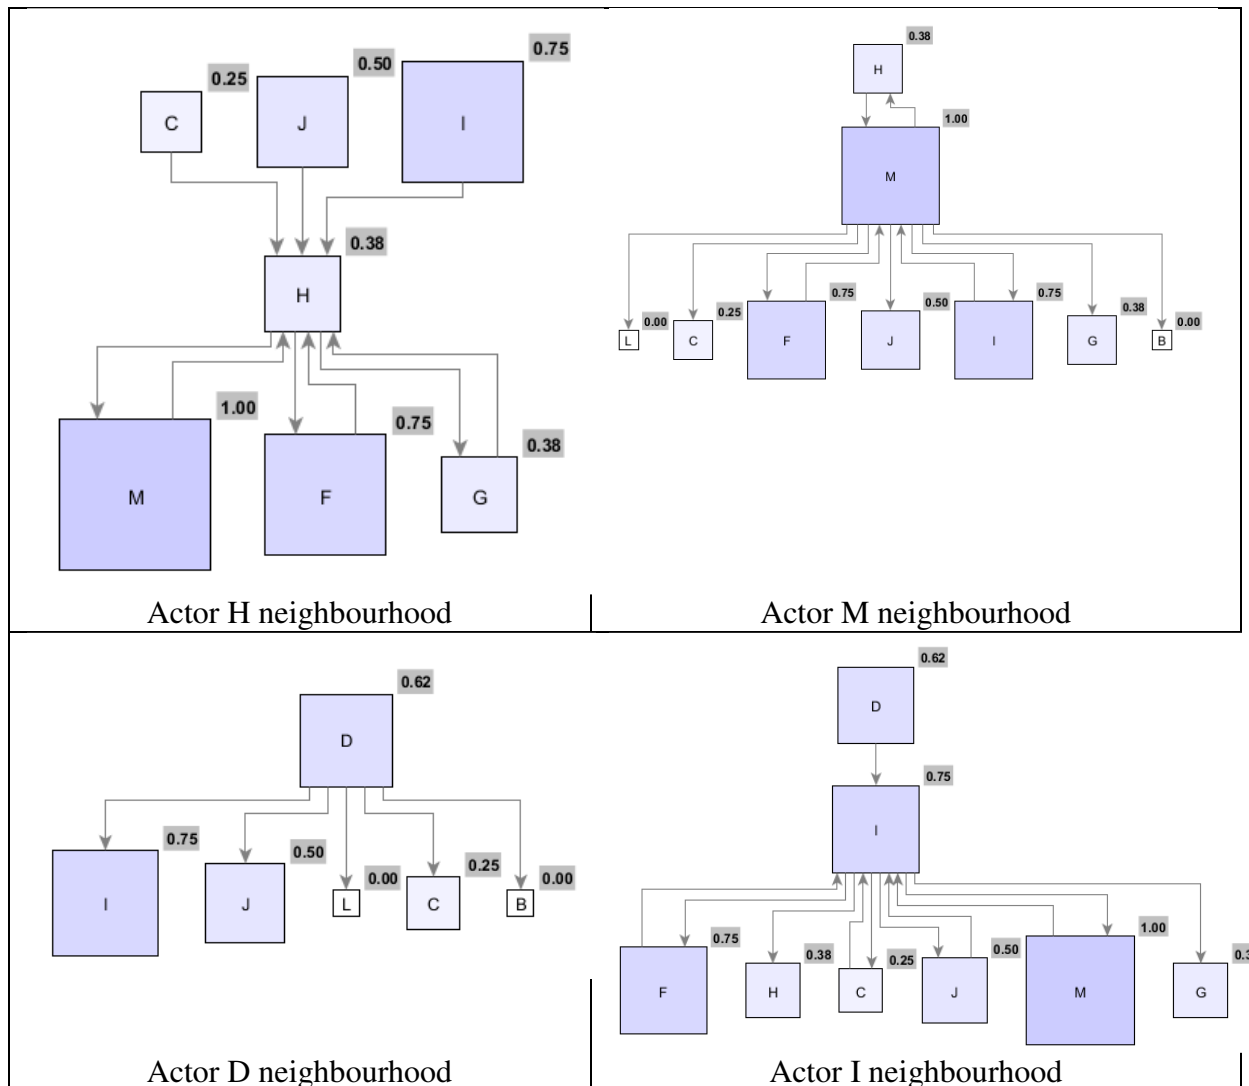 0.75
0.50
0.25
C
J
I
0.38
H
1.00
0.75
0.38
M
F
G
Actor H neighbourhood
0.38
H
1.00
M
0.00
0.25
0.75
0.50
0.75
0.38
0.00
L
C
F
J
I
G
B
Actor M neighbourhood
0.62
D
0.75
0.50
0.00
0.25
0.00
I
J
L
C
B
Actor D neighbourhood
0.62
D
0.75
I
0.75
0.38
0.25
0.50
1.00
F
H
C
J
M
G
Actor I neighbourhood